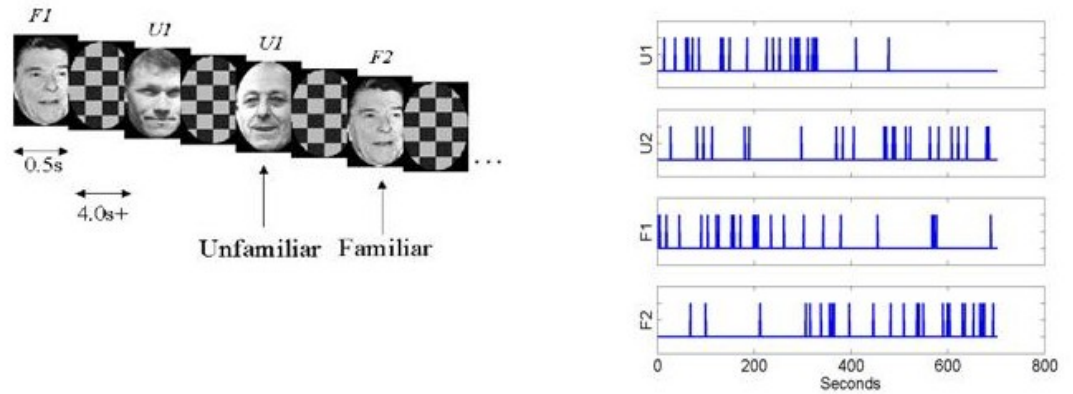 F1
U1
U1
F2
0.5s
4.0s+
...
Unfamiliar Familiar
U1
U2
F1
F2
0 200 400 600 800
Seconds